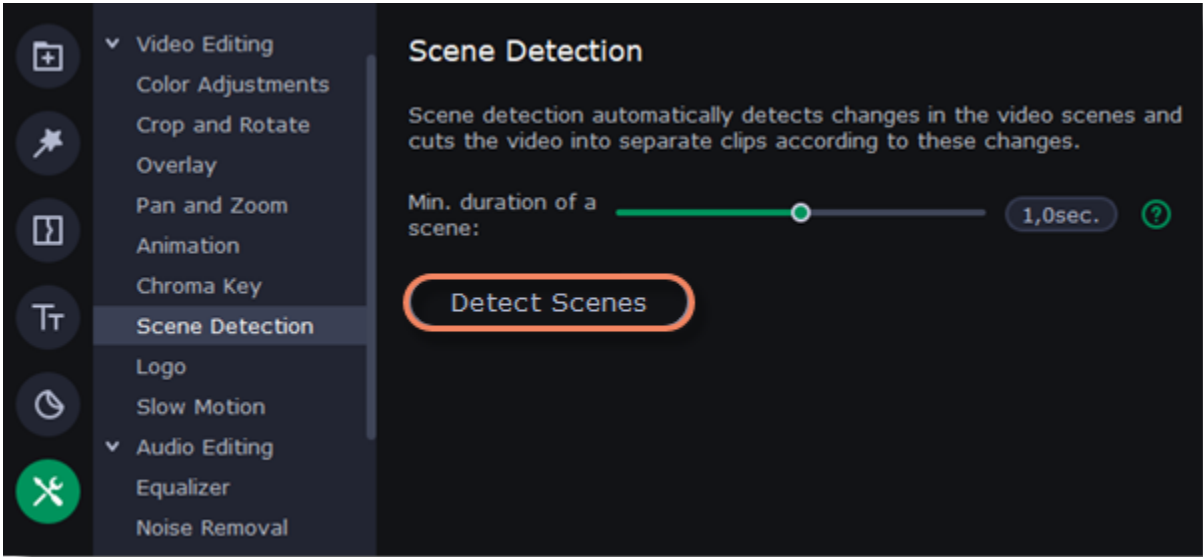 Video Editing
Color Adjustments
Crop and Rotate
Overlay
Pan and Zoom
Animation
Chroma Key
Scene Detection
Logo
Slow Motion
Audio Editing
Equalizer
Noise Removal
Scene Detection
Scene detection automatically detects changes in the video scenes and
cuts the video into separate clips according to these changes.
Min. duration of a
scene:
1,0sec.
?
Detect Scenes
TT